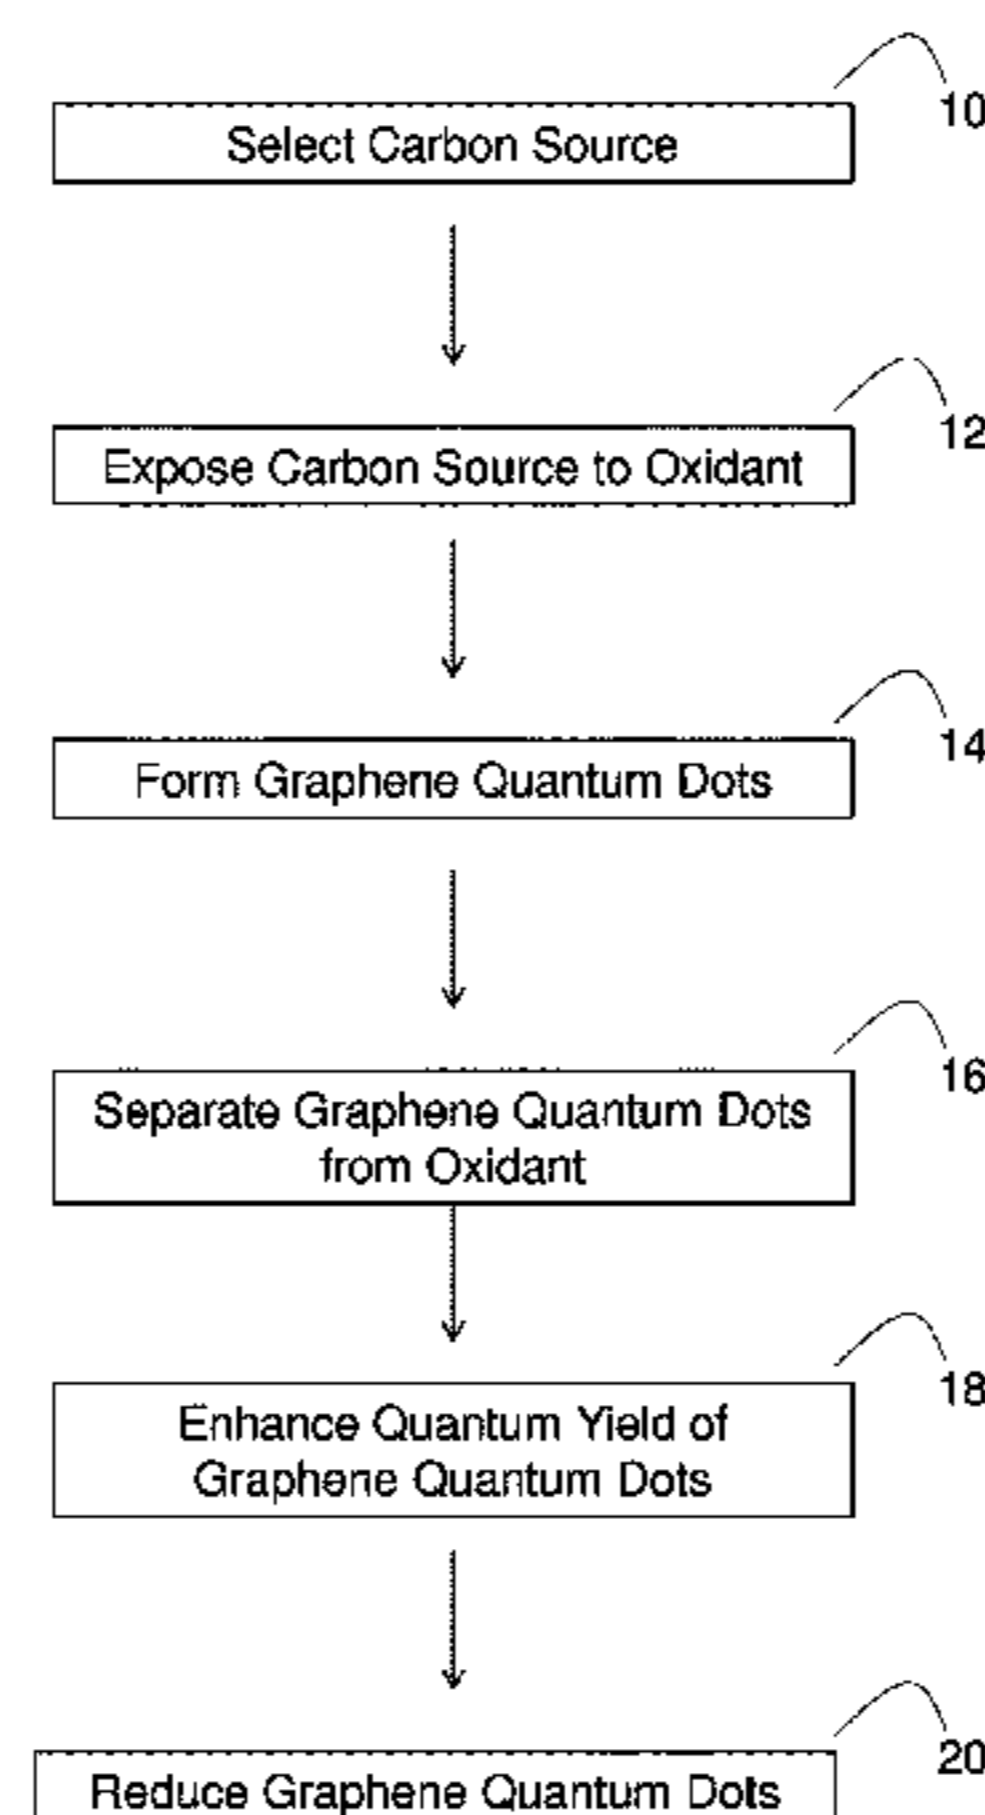 10
Select Carbon Source
12
Expose Carbon Source to Oxidant
14
Form Graphene Quantum Dots
16
Separate Graphene Quantum Dots
from Oxidant
18
Enhance Quantum Yield of
Graphene Quantum Dots
20
Reduce Graphene Quantum Dots